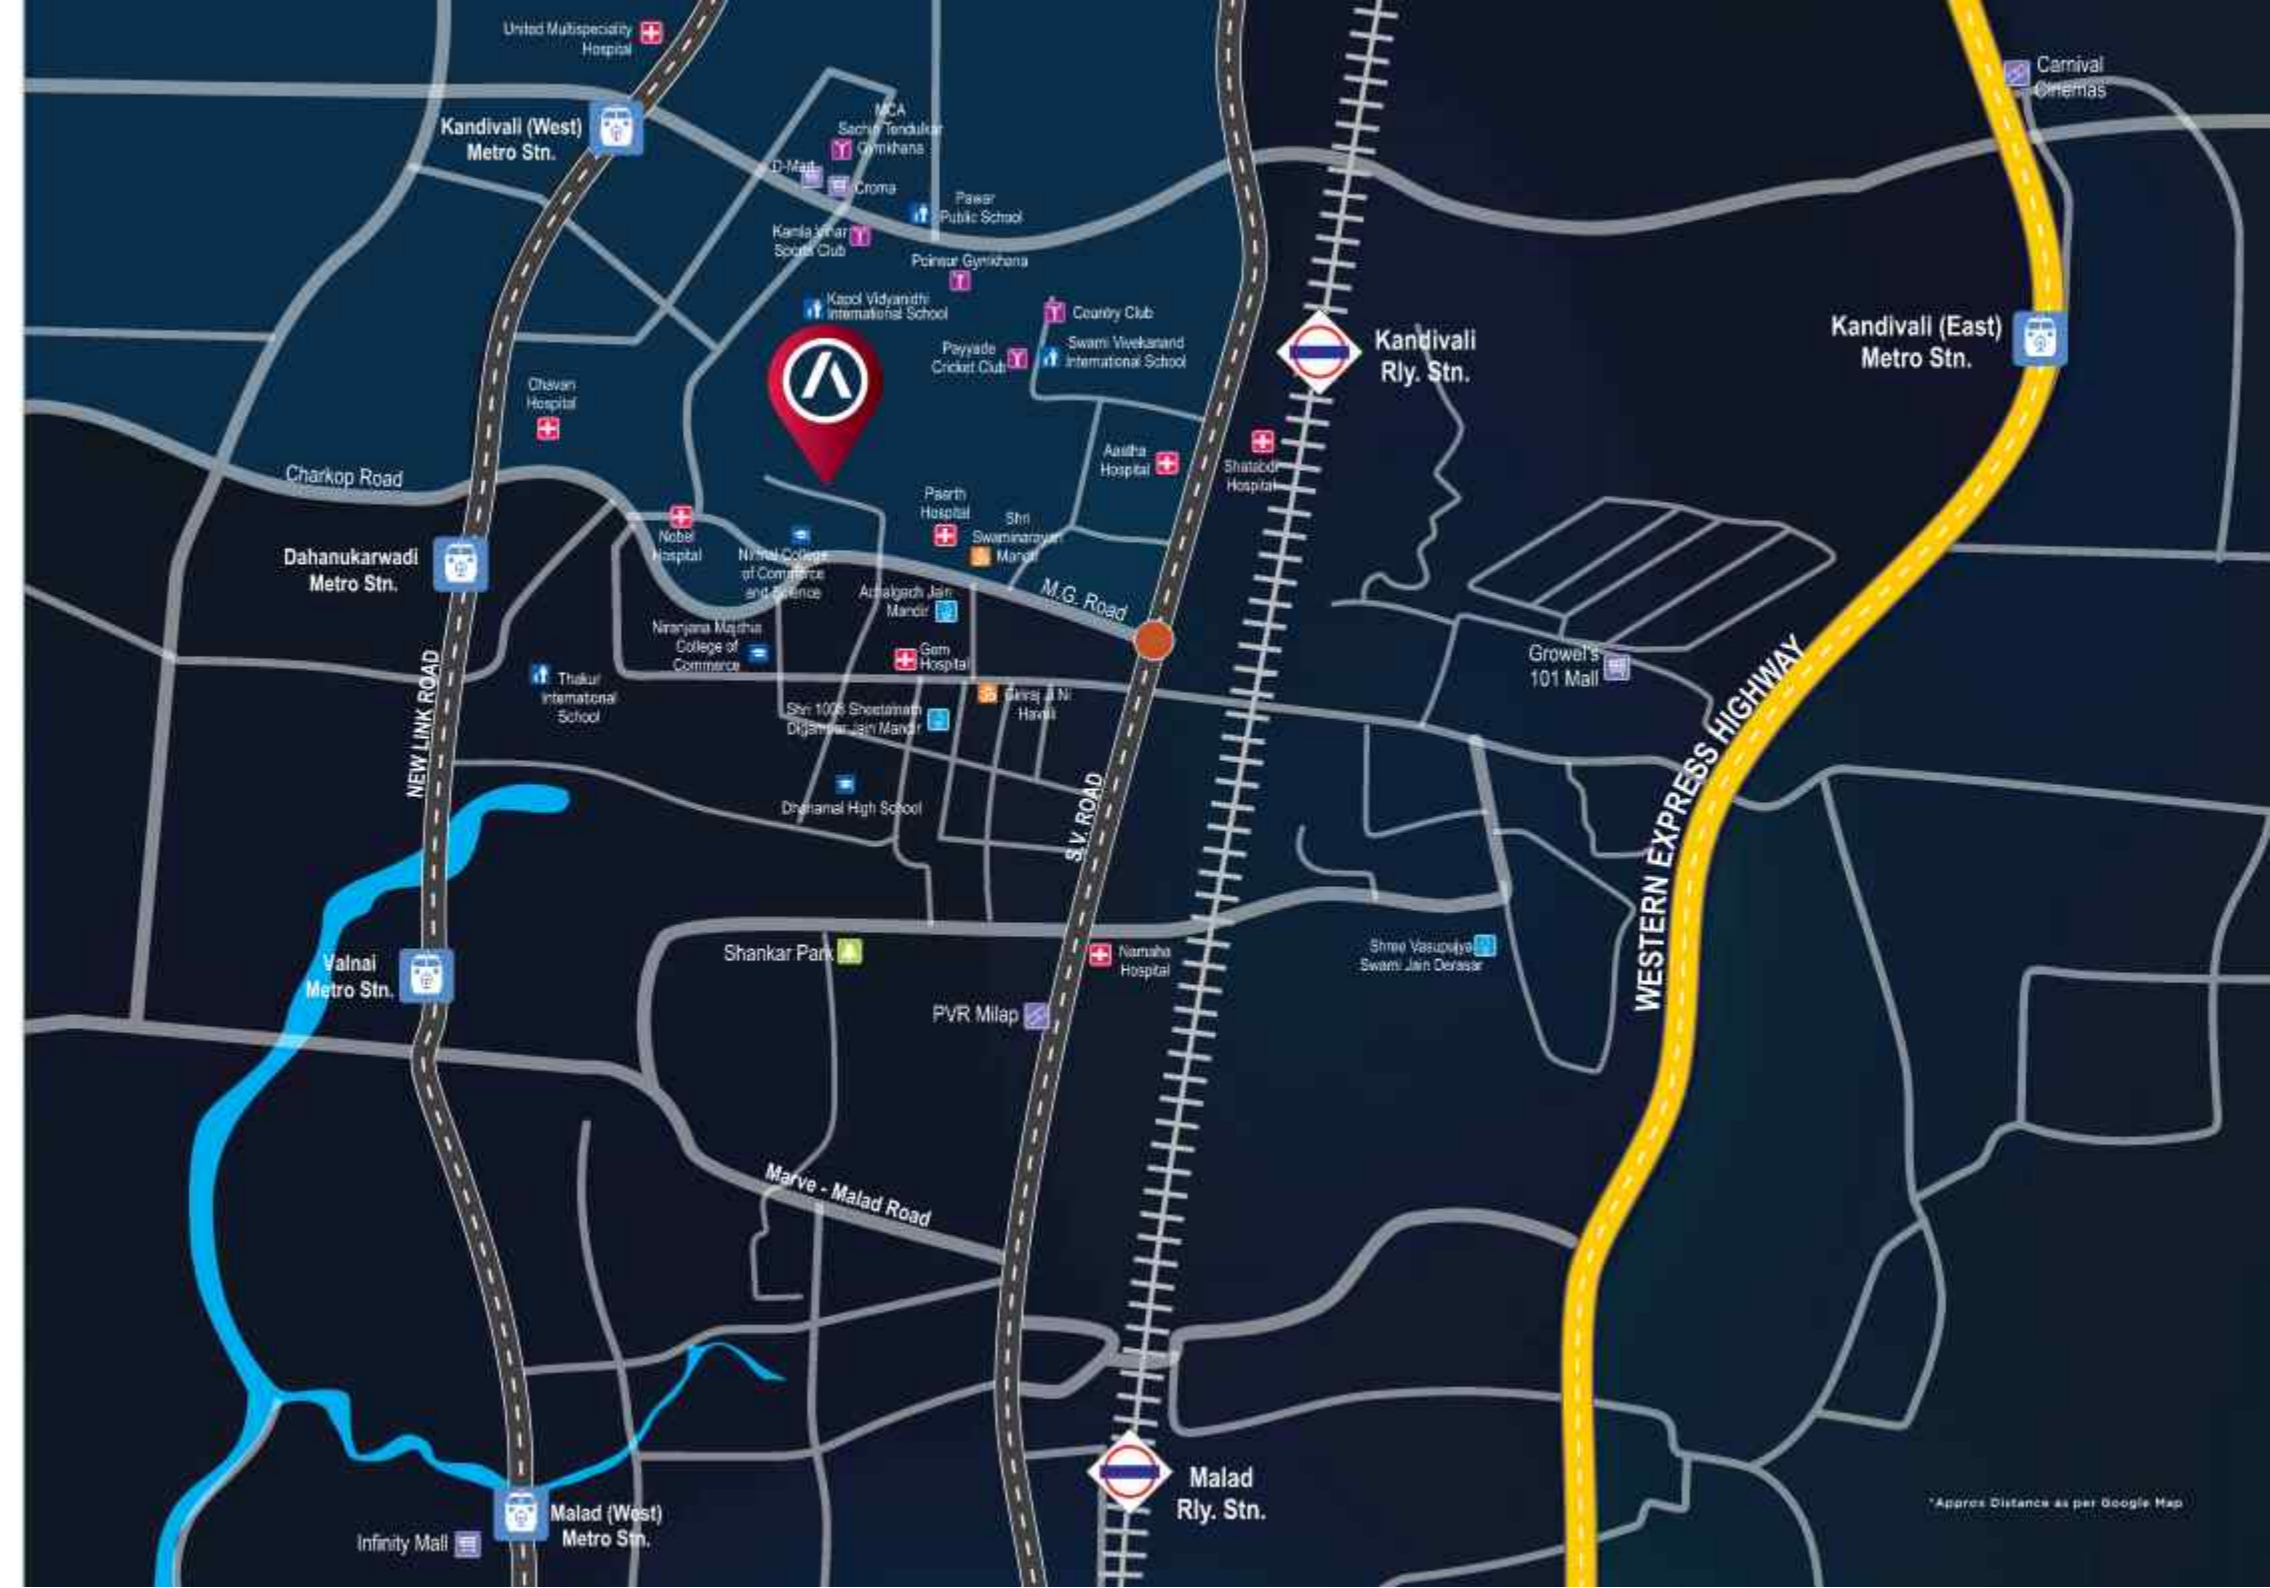 United Multispeciality
Hospital
Carnival
Cinemas
Kandivali (West)
Metro Stn.
MCA
Sachin Tendulkar
Gymkhana
D-Mart
Croma
Pawar
Public School
Kamla Vihar
Sports Club
Poinsur Gymkhana
Kapol Vidyanidhi
International School
Country Club
Payyade
Cricket Club
Swami Vivekanand
International School
Kandivali
Rly. Stn.
Kandivali (East)
Metro Stn.
Chavan
Hospital
Charkop Road
Aastha
Hospital
Shatabdi
Hospital
Paarth
Hospital
Shri
Swaminarayan
Mandir
Nobel
Hospital
Nirmal College
of Commerce
and Science
Dahanukarwadi
Metro Stn.
Achalgach Jain
Mandir
M.G. Road
Niranjana Majithia
College of
Commerce
Gem
Hospital
Growel's
101 Mall
Thakur
International
School
Giriraj Ji Ni
Haveli
Shri 1008 Sheetalnath
Digamber Jain Mandir
NEW LINK ROAD
S.V. ROAD
WESTERN EXPRESS HIGHWAY
Dhanamal High School
Shankar Park
Namaha
Hospital
Shree Vasupujya
Swami Jain Derasar
Valnai
Metro Stn.
PVR Milap
Marve - Malad Road
Malad
Rly. Stn.
Malad (West)
Metro Stn.
Infinity Mall
*Approx Distance as per Google Map